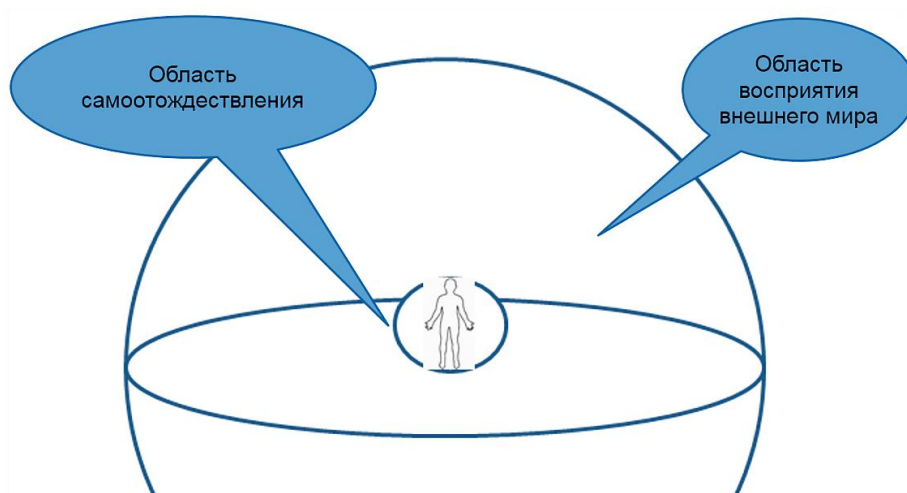 Область
самоотождествления
Область
восприятия
внешнего мира